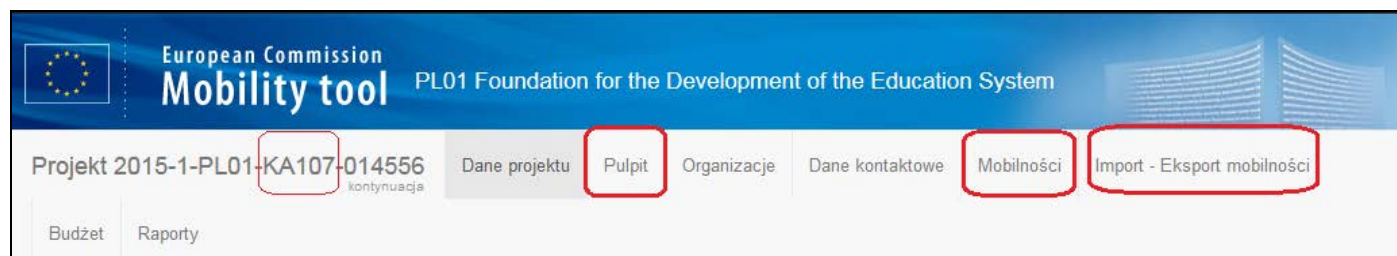 European Commission
Mobility tool PL01 Foundation for the Development of the Education System
Projekt 2015-1-PL01-KA107-014556 Dane projektu Pulpit Organizacje Dane kontaktowe Mobilności Import - Eksport mobilności
kontynuacja
Budżet Raporty